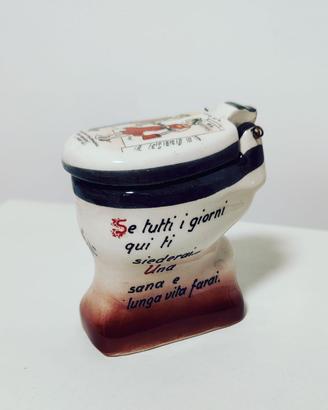 Se tutti i giorni
qui ti
siederai...
Una
sana e
lunga vita farai.